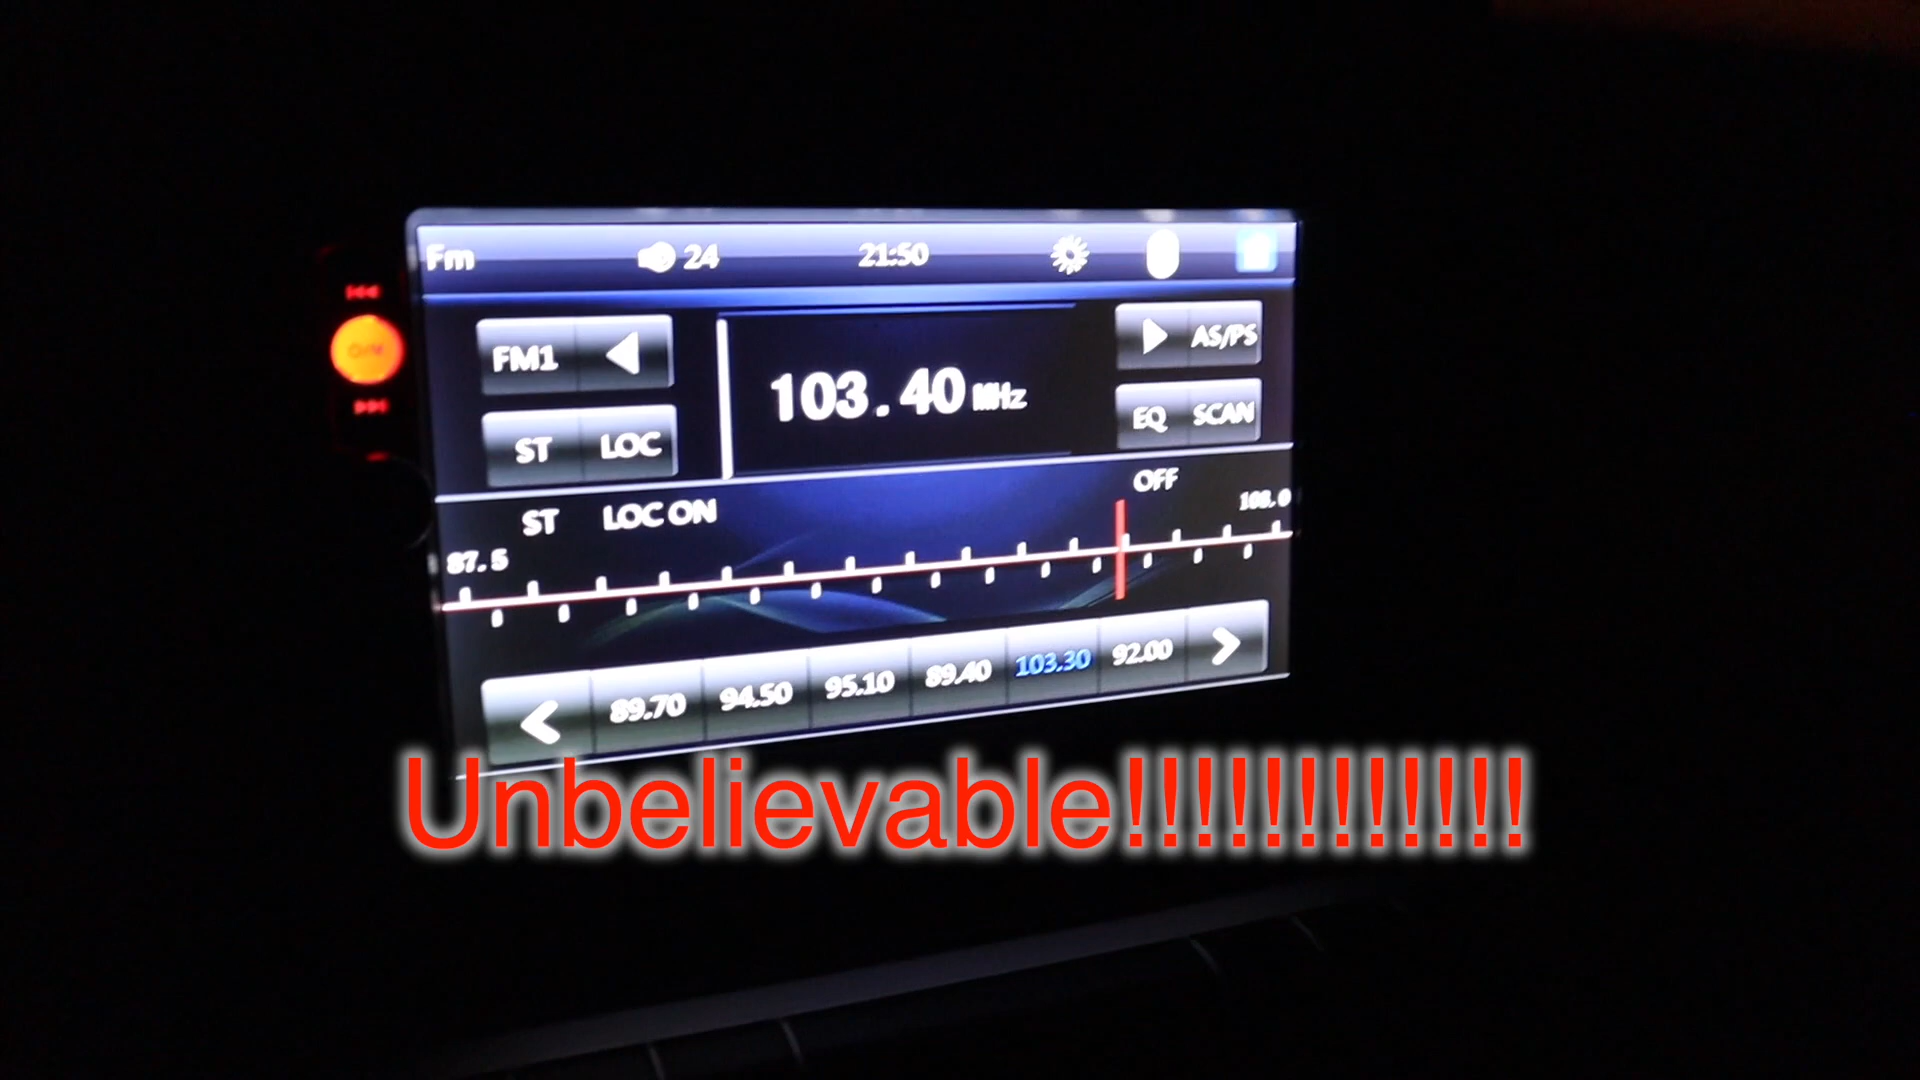 Fm 24 21:50
FM1 103.40 MHz AS/PS
ST LOC EQ SCAN
ST LOC ON OFF
87.5 108.0
89.70 94.50 95.10 89.40 103.30 92.00
Unbelievable!!!!!!!!!!!!